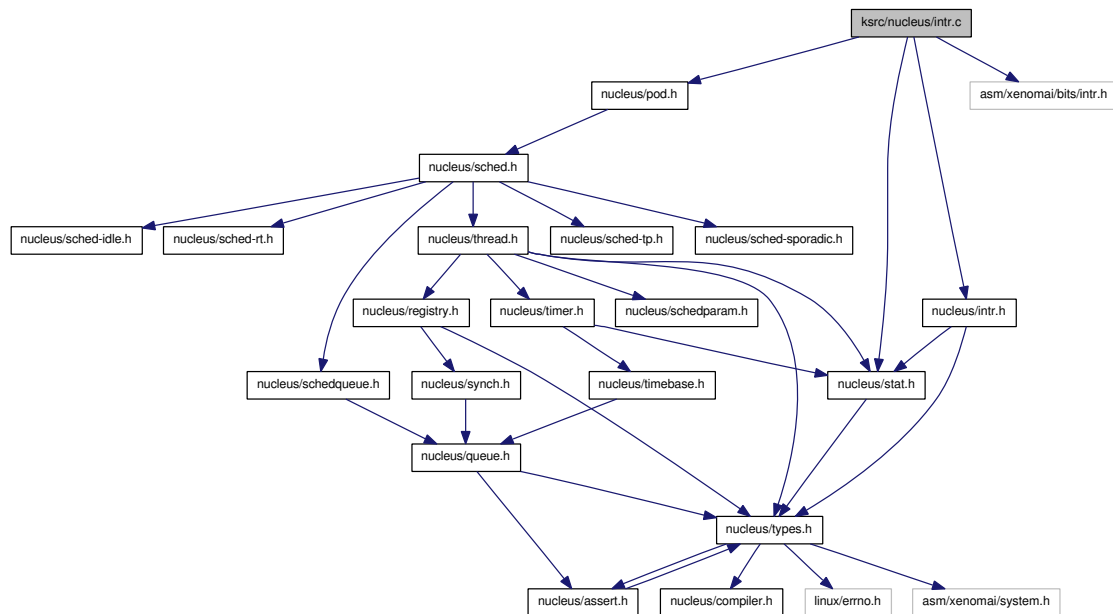 ksrc/nucleus/intr.c
nucleus/pod.h
asm/xenomai/bits/intr.h
nucleus/sched.h
nucleus/sched-idle.h
nucleus/sched-rt.h
nucleus/thread.h
nucleus/sched-tp.h
nucleus/sched-sporadic.h
nucleus/registry.h
nucleus/timer.h
nucleus/schedparam.h
nucleus/intr.h
nucleus/schedqueue.h
nucleus/synch.h
nucleus/timebase.h
nucleus/stat.h
nucleus/queue.h
nucleus/types.h
nucleus/assert.h
nucleus/compiler.h
linux/errno.h
asm/xenomai/system.h